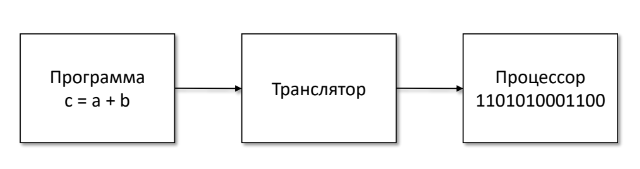 Программа
c = a + b
Транслятор
Процессор
1101010001100